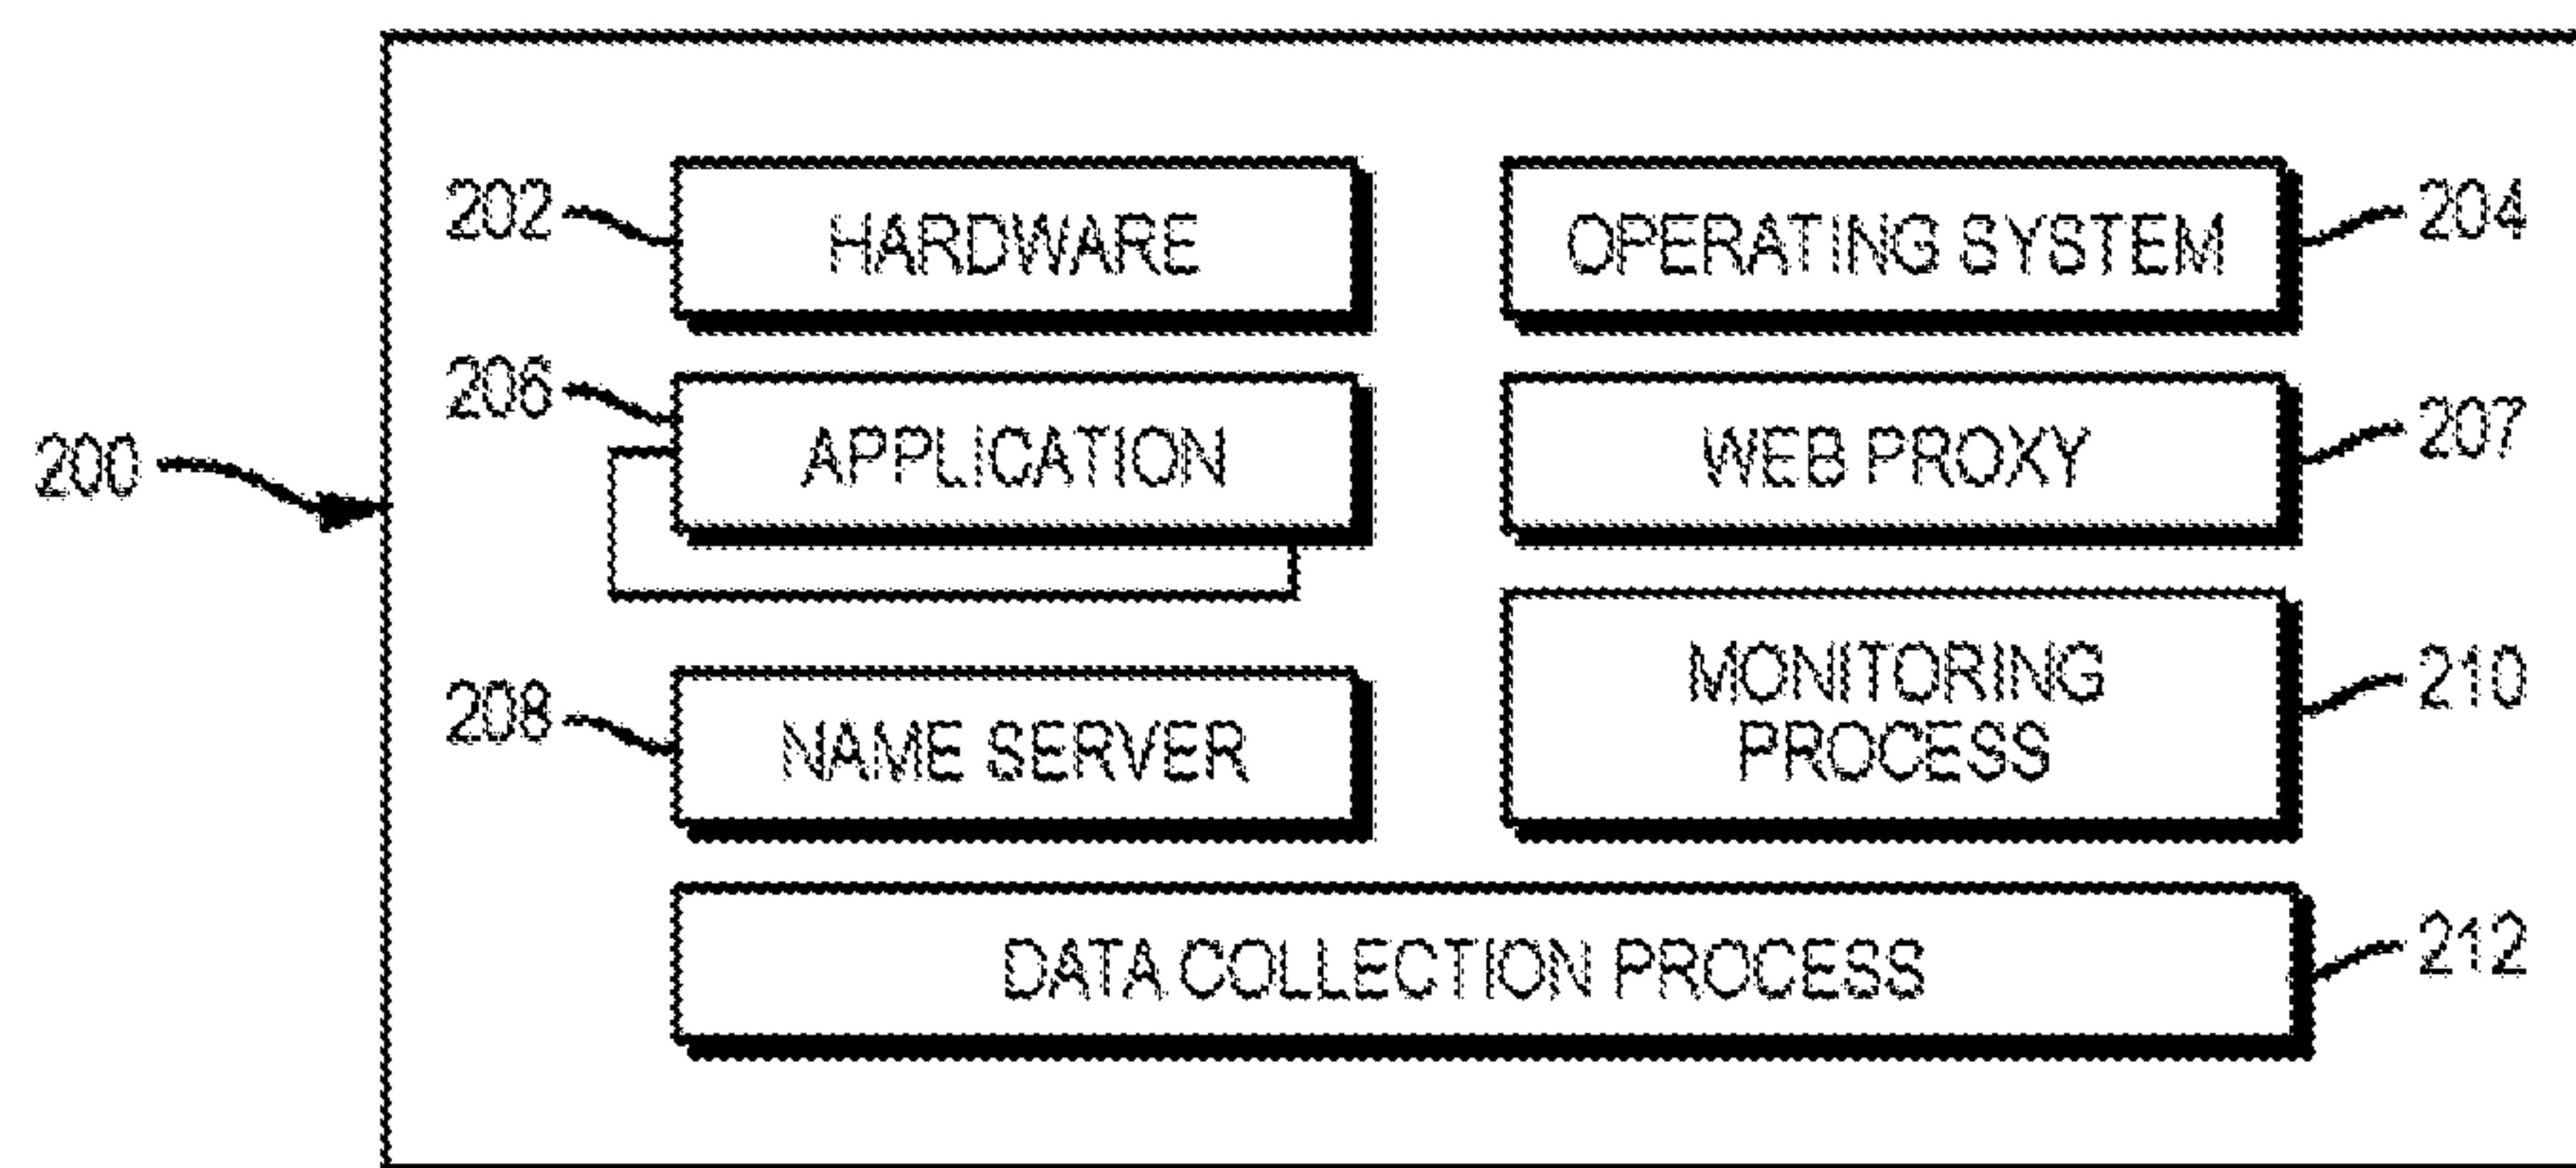 202
HARDWARE
OPERATING SYSTEM
204
206
APPLICATION
WEB PROXY
207
200
208
NAME SERVER
MONITORING
PROCESS
210
DATA COLLECTION PROCESS
212